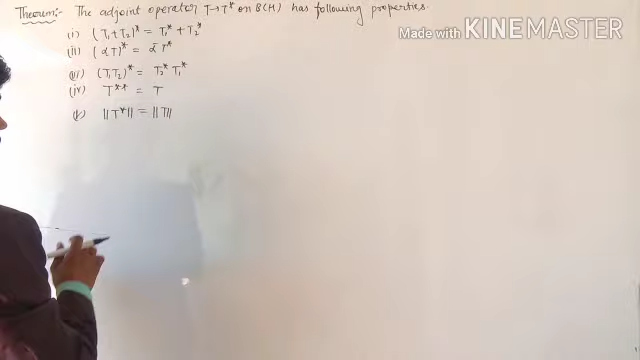 Theorem:- The adjoint operator T→T* on B(H) has following properties.
Made with KINEMASTER
(i) (T₁+T₂)* = T₁* + T₂*
(ii) (αT)* = α T*
(iii) (T₁T₂)* = T₂* T₁*
(iv) T** = T
(v) ||T*|| = ||T||